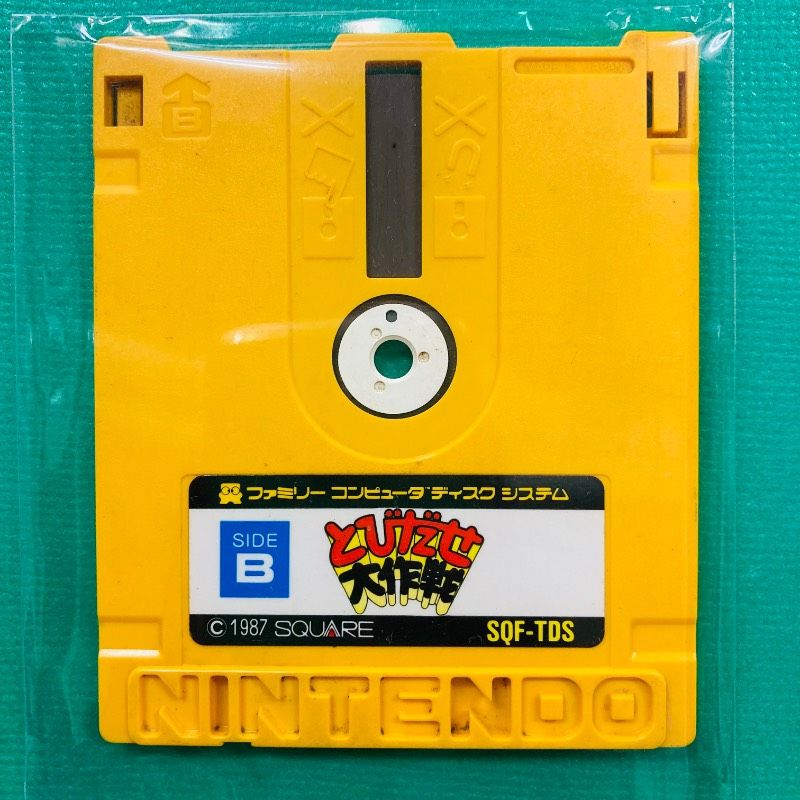 B
ファミリー コンピュータ ディスク システム
SIDE
B
とびだせ
大作戦
© 1987 SQUARE
SQF-TDS
NINTENDO